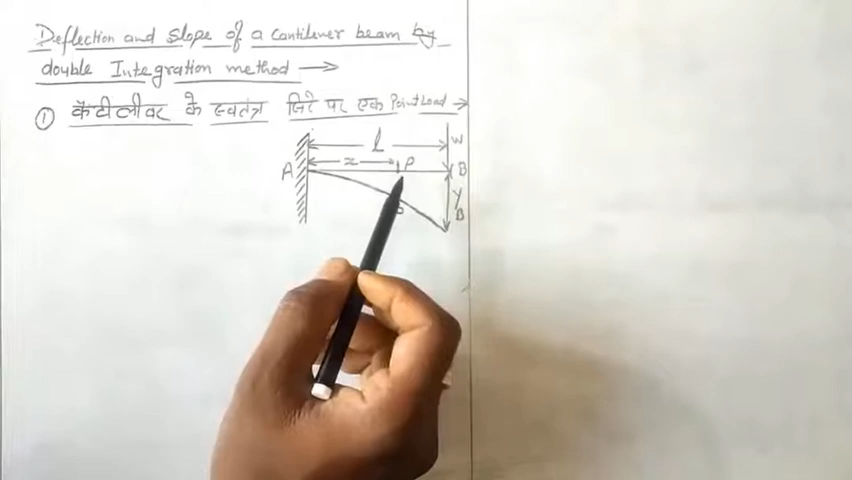 Deflection and Slope of a Cantilever beam by
double Integration method →
① केंटीलीवर के स्वतंत्र सिरे पर एक Point Load →
l
W
x
P
A
B
y
B